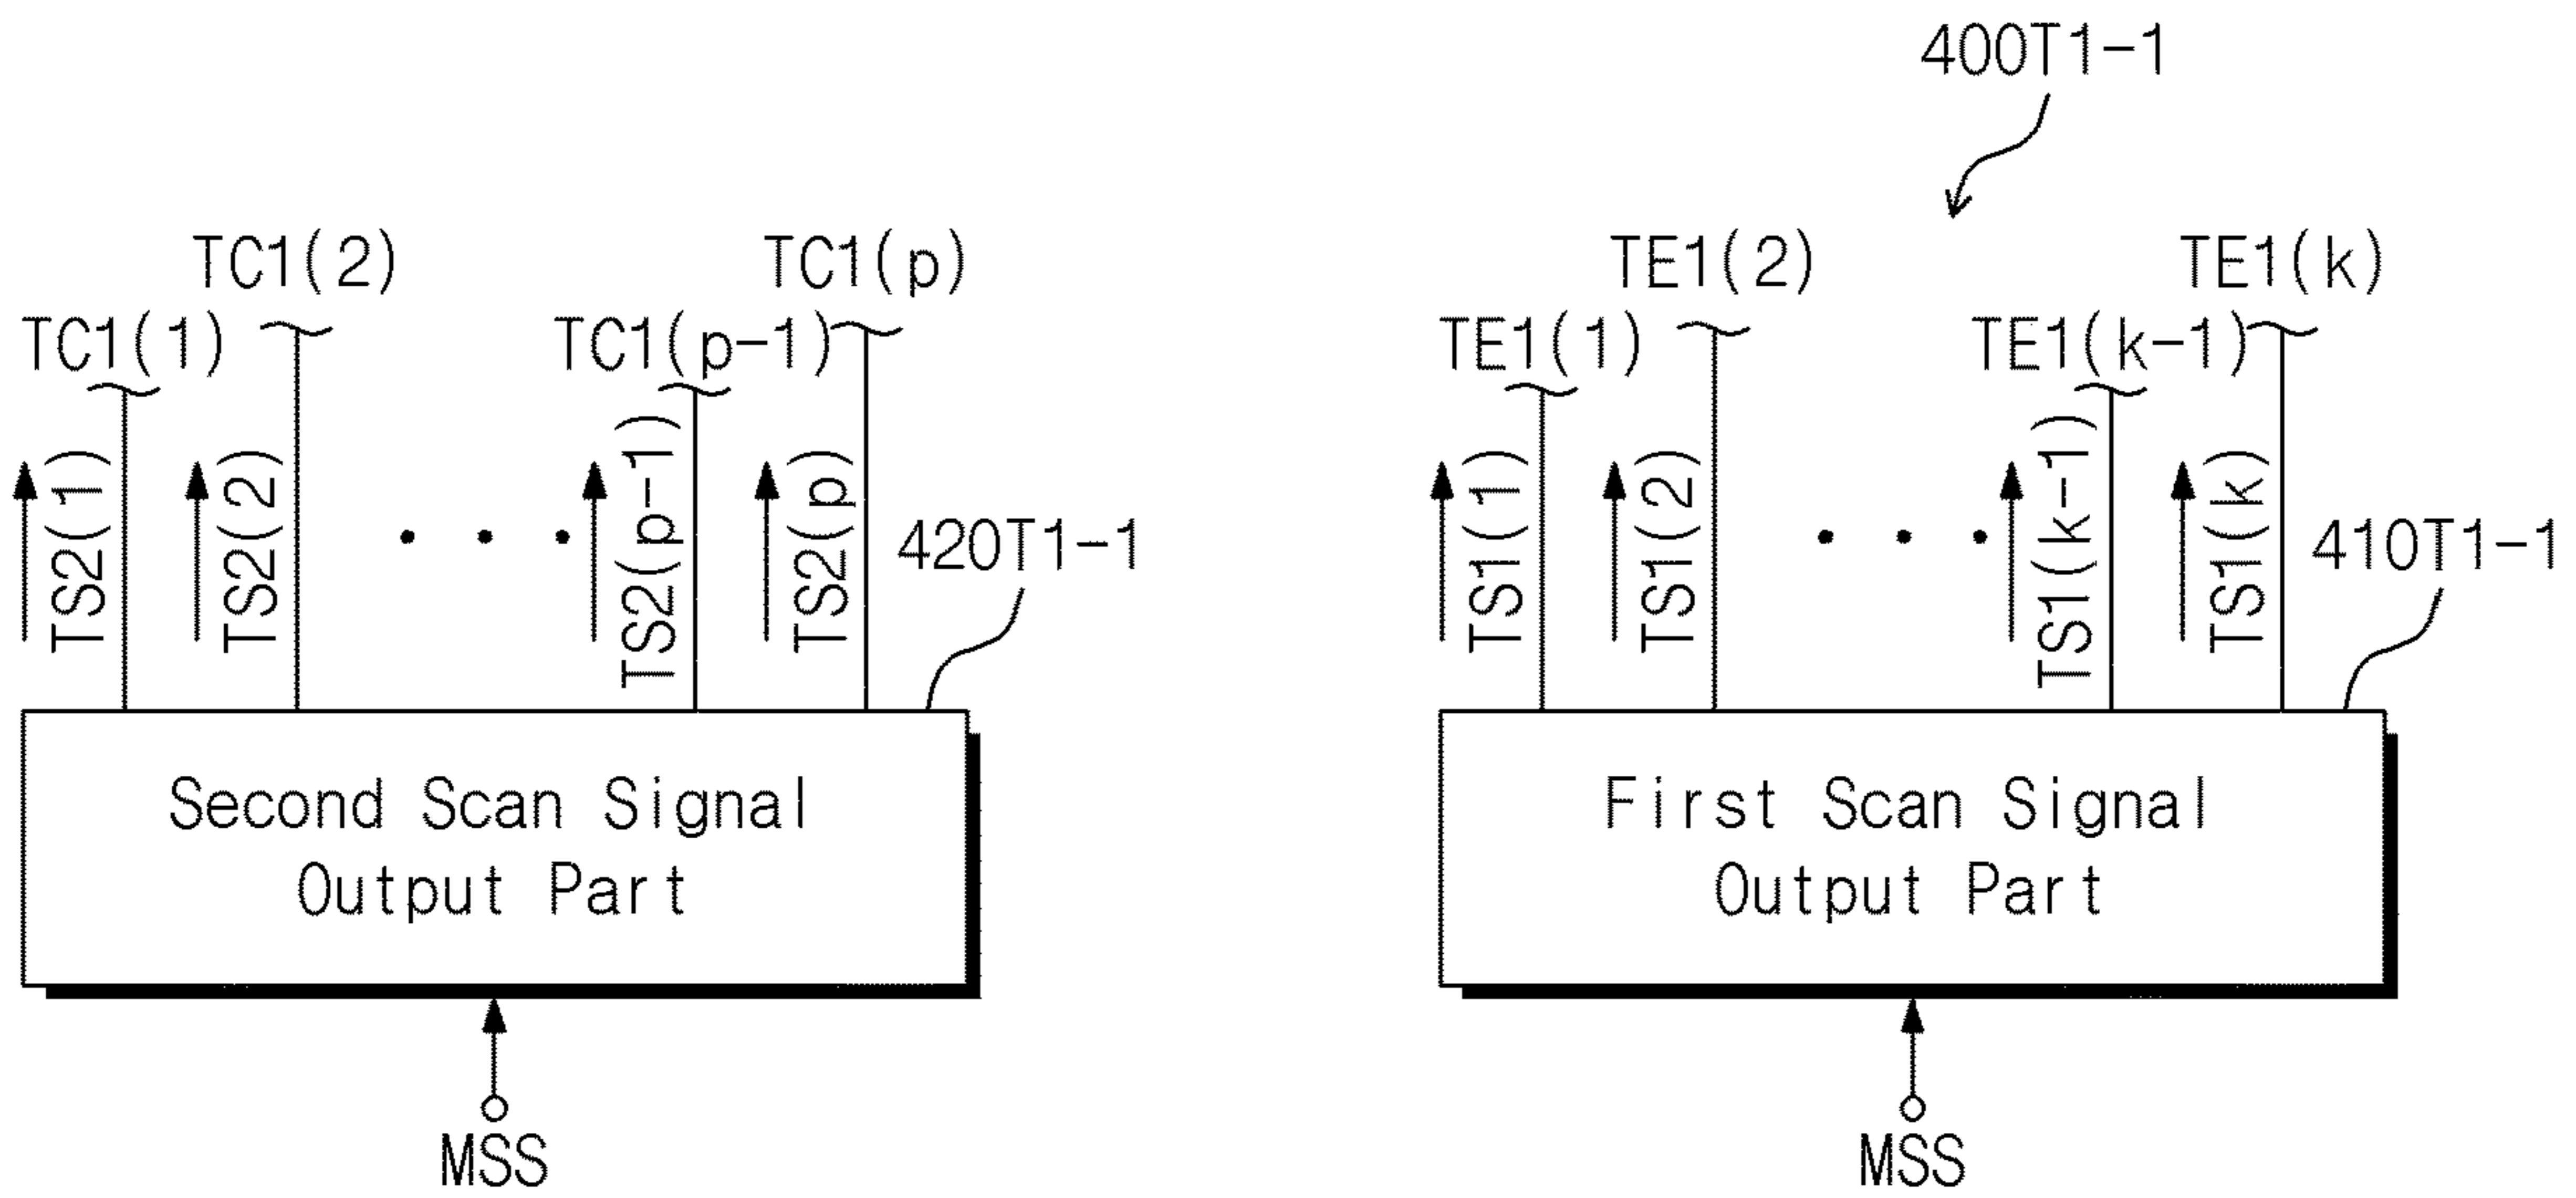 400T1-1
TC1(2)
TC1(p)
TE1(2)
TE1(k)
TC1(1)
TC1(p-1)
TE1(1)
TE1(k-1)
TS2(1)
TS2(2)
TS2(p-1)
TS2(p)
420T1-1
TS1(1)
TS1(2)
TS1(k-1)
TS1(k)
410T1-1
Second Scan Signal
Output Part
First Scan Signal
Output Part
MSS
MSS